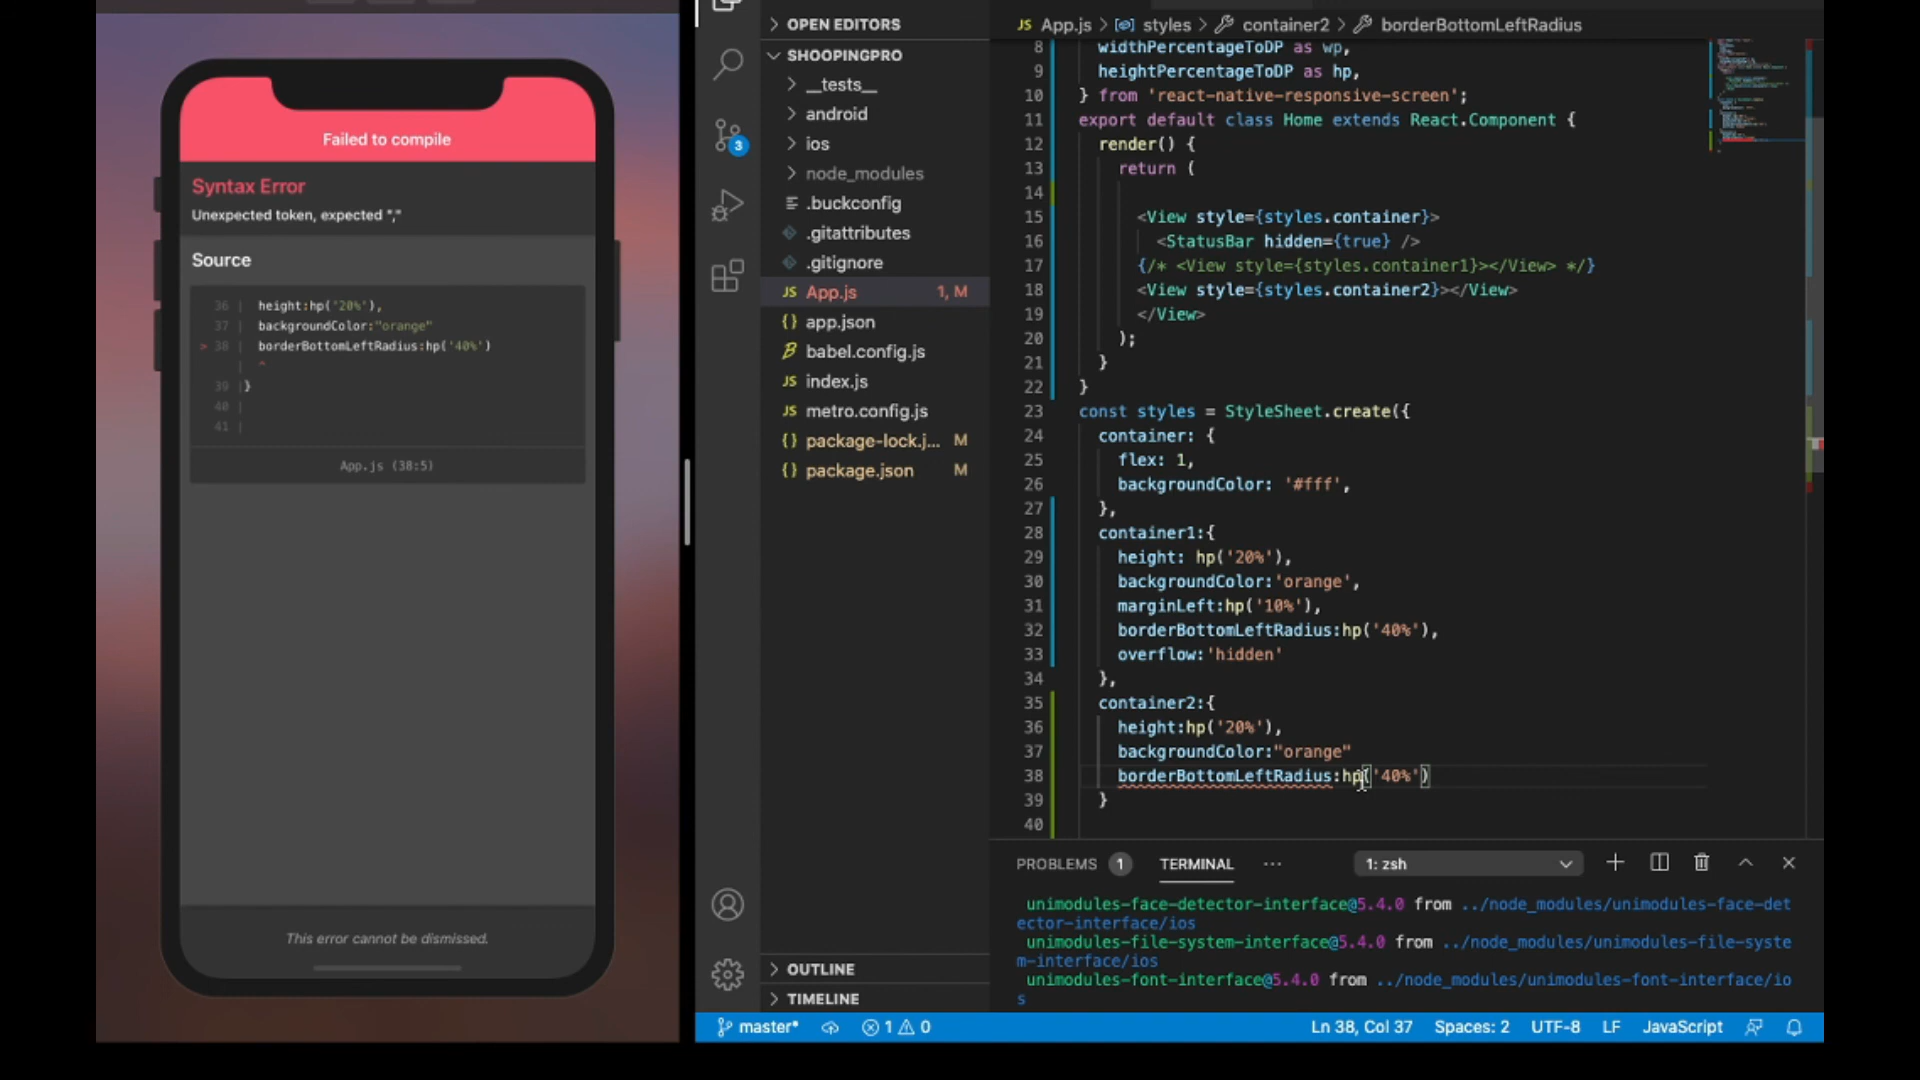 Failed to compile
Syntax Error
Unexpected token, expected ","
Source
36 | height:hp('20%'),
37 | backgroundColor:"orange"
> 38 | borderBottomLeftRadius:hp('40%')
| ^
39 |}
40 |
41 |
App.js (38:5)
This error cannot be dismissed.
OPEN EDITORS
SHOOPINGPRO
__tests__
android
ios
3
node_modules
.buckconfig
.gitattributes
.gitignore
JS App.js 1, M
{} app.json
babel.config.js
JS index.js
JS metro.config.js
{} package-lock.j... M
{} package.json M
OUTLINE
TIMELINE
JS App.js > styles > container2 > borderBottomLeftRadius
8 widthPercentageToDP as wp,
9 heightPercentageToDP as hp,
10 } from 'react-native-responsive-screen';
11 export default class Home extends React.Component {
12 render() {
13 return (
14
15 <View style={styles.container}>
16 <StatusBar hidden={true} />
17 {/* <View style={styles.container1}></View> */}
18 <View style={styles.container2}></View>
19 </View>
20 );
21 }
22 }
23 const styles = StyleSheet.create({
24 container: {
25 flex: 1,
26 backgroundColor: '#fff',
27 },
28 container1:{
29 height: hp('20%'),
30 backgroundColor:'orange',
31 marginLeft:hp('10%'),
32 borderBottomLeftRadius:hp('40%'),
33 overflow:'hidden'
34 },
35 container2:{
36 height:hp('20%'),
37 backgroundColor:"orange"
38 borderBottomLeftRadius:hp('40%')
39 }
40
PROBLEMS 1 TERMINAL ··· 1: zsh
unimodules-face-detector-interface@5.4.0 from ../node_modules/unimodules-face-det
ector-interface/ios
unimodules-file-system-interface@5.4.0 from ../node_modules/unimodules-file-syste
m-interface/ios
unimodules-font-interface@5.4.0 from ../node_modules/unimodules-font-interface/io
s
master* 1 0 Ln 38, Col 37 Spaces: 2 UTF-8 LF JavaScript